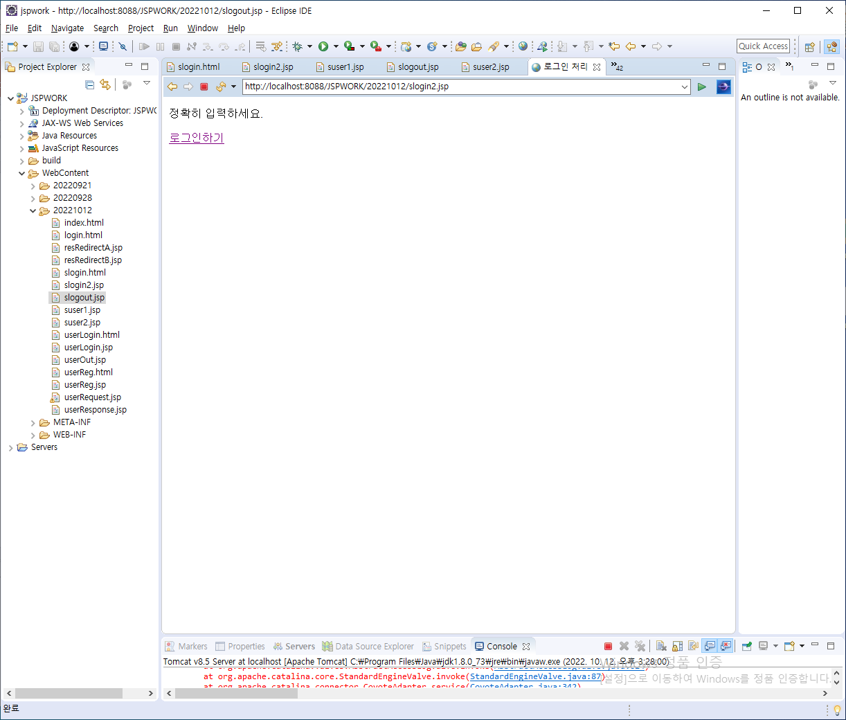 jspwork - http://localhost:8088/JSPWORK/20221012/slogout.jsp - Eclipse IDE
File Edit Navigate Search Project Run Window Help
Quick Access
Project Explorer
slogin.html slogin2.jsp suser1.jsp slogout.jsp suser2.jsp 로그인 처리 »42
O »1
http://localhost:8088/JSPWORK/20221012/slogin2.jsp
An outline is not available.
정확히 입력하세요.
로그인하기
JSPWORK
Deployment Descriptor: JSPWO
JAX-WS Web Services
Java Resources
JavaScript Resources
build
WebContent
20220921
20220928
20221012
index.html
login.html
resRedirectA.jsp
resRedirectB.jsp
slogin.html
slogin2.jsp
slogout.jsp
suser1.jsp
suser2.jsp
userLogin.html
userLogin.jsp
userOut.jsp
userReg.html
userReg.jsp
userRequest.jsp
userResponse.jsp
META-INF
WEB-INF
Servers
Markers Properties Servers Data Source Explorer Snippets Console
Tomcat v8.5 Server at localhost [Apache Tomcat] C:₩Program Files₩Java₩jdk1.8.0_73₩jre₩bin₩javaw.exe (2022. 10. 12. 오후 3:28:00)
정품 인증
at org.apache.catalina.core.StandardEngineValve.invoke(StandardEngineValve.java:87)
[설정]으로 이동하여 Windows를 정품 인증합니다.
at org.apache.catalina.connector.CoyoteAdapter.service(CoyoteAdapter.java:342)
완료